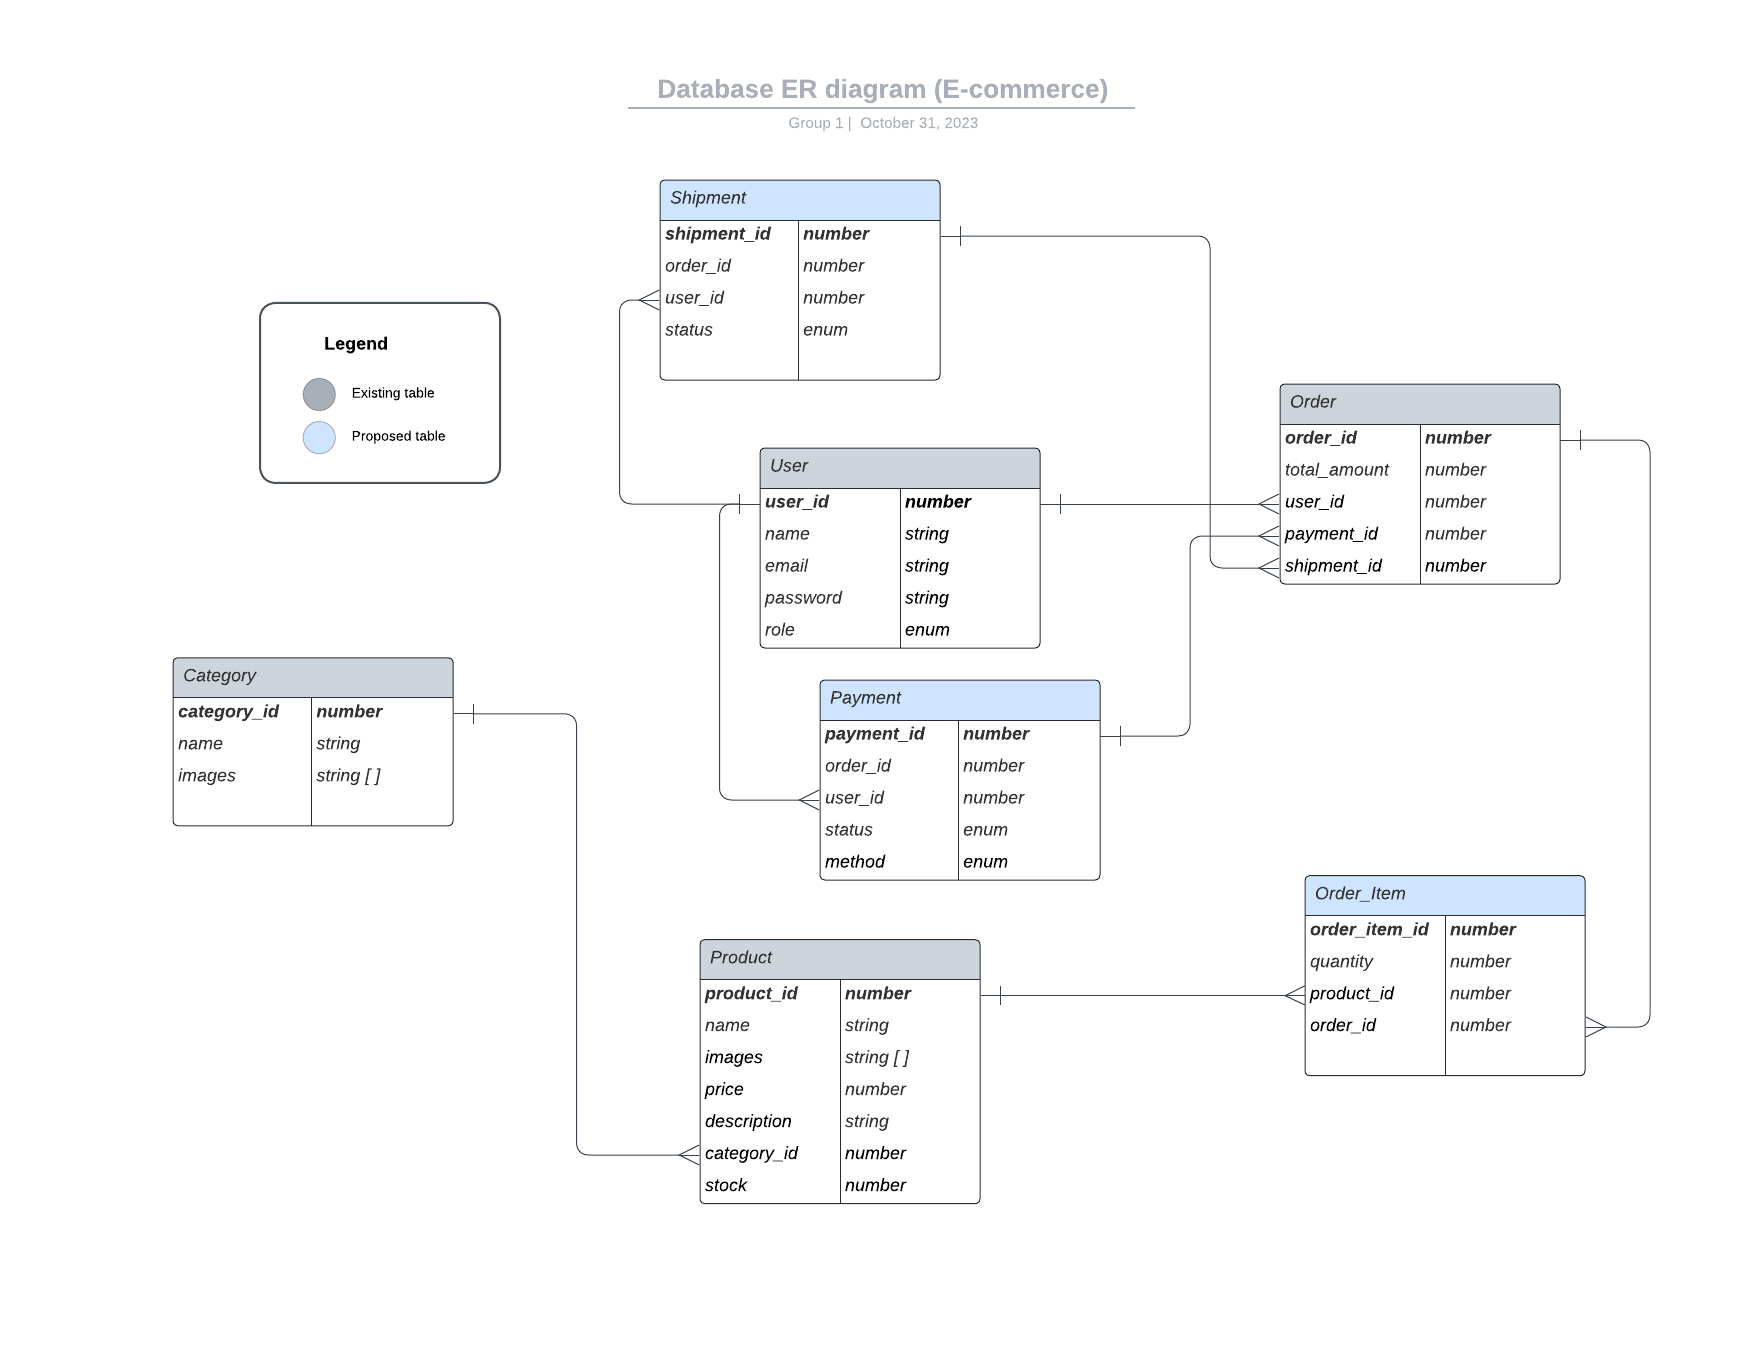 Database ER diagram (E-commerce)
Group 1 | October 31, 2023
Shipment
shipment_id number
order_id number
user_id number
status enum
Legend
Existing table
Proposed table
Order
order_id number
total_amount number
user_id number
payment_id number
shipment_id number
User
user_id number
name string
email string
password string
role enum
Category
category_id number
name string
images string [ ]
Payment
payment_id number
order_id number
user_id number
status enum
method enum
Order_Item
order_item_id number
quantity number
product_id number
order_id number
Product
product_id number
name string
images string [ ]
price number
description string
category_id number
stock number